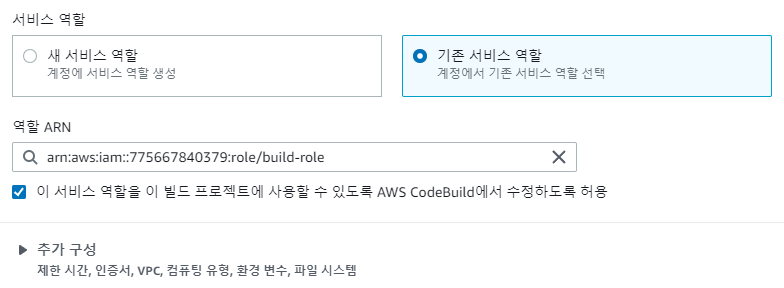 서비스 역할
새 서비스 역할
계정에 서비스 역할 생성
기존 서비스 역할
계정에서 기존 서비스 역할 선택
역할 ARN
arn:aws:iam::775667840379:role/build-role
이 서비스 역할을 이 빌드 프로젝트에 사용할 수 있도록 AWS CodeBuild에서 수정하도록 허용
추가 구성
제한 시간, 인증서, VPC, 컴퓨팅 유형, 환경 변수, 파일 시스템